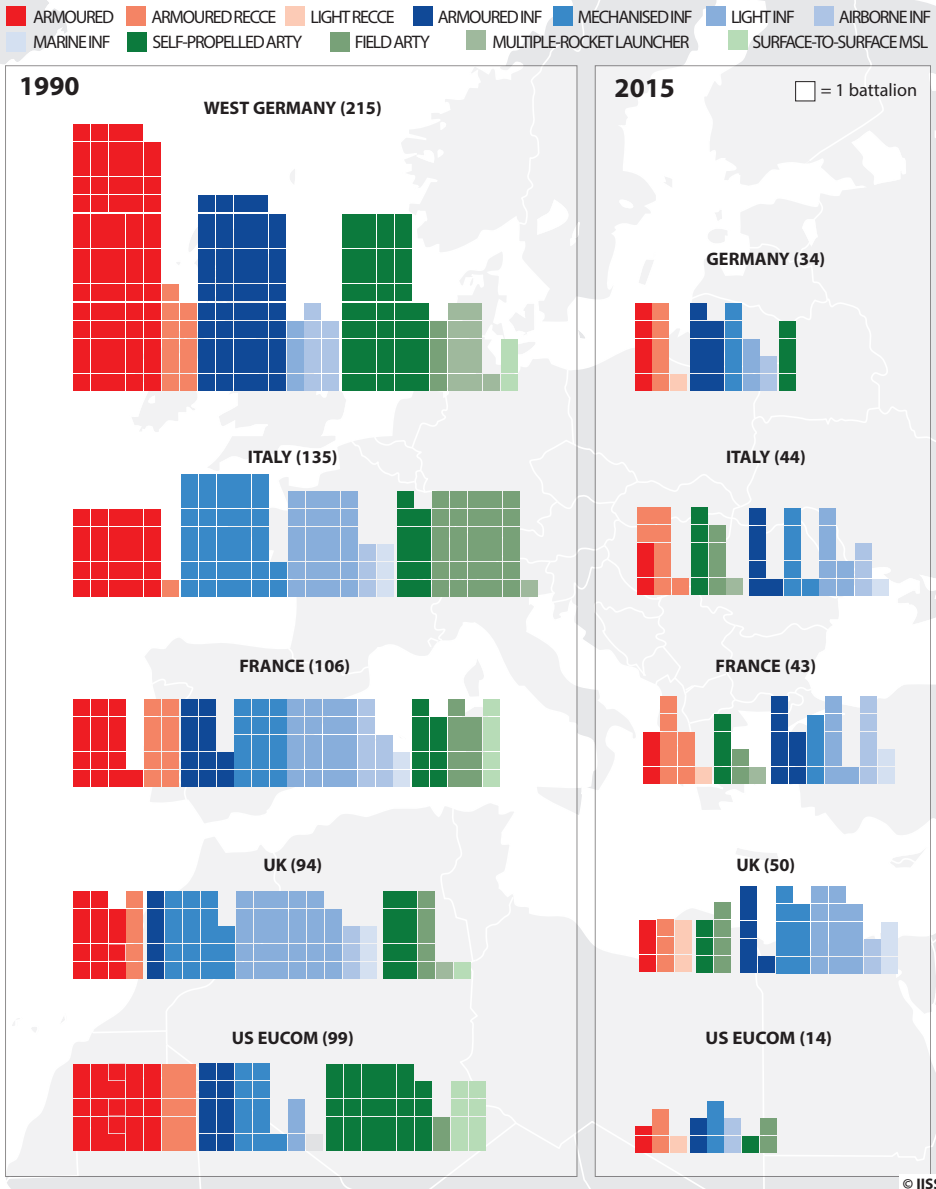 ARMOURED ARMOURED RECCE LIGHT RECCE ARMOURED INF MECHANISED INF LIGHT INF AIRBORNE INF
MARINE INF SELF-PROPELLED ARTY FIELD ARTY MULTIPLE-ROCKET LAUNCHER SURFACE-TO-SURFACE MSL
1990
WEST GERMANY (215)
ITALY (135)
FRANCE (106)
UK (94)
US EUCOM (99)
2015
= 1 battalion
GERMANY (34)
ITALY (44)
FRANCE (43)
UK (50)
US EUCOM (14)
© IISS